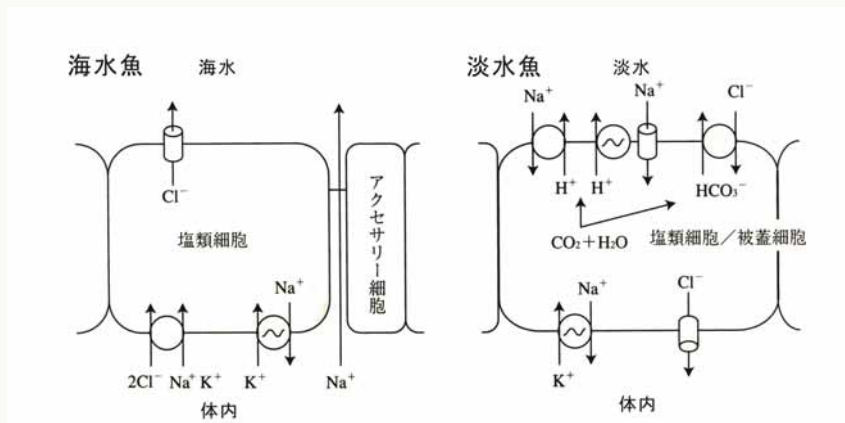 海水魚
海水
Cl⁻
塩類細胞
アクセサリー細胞
Na⁺
2Cl⁻ Na⁺ K⁺ K⁺ Na⁺
体内
淡水魚
淡水
Na⁺ Na⁺ Cl⁻
H⁺ H⁺ HCO₃⁻
CO₂+H₂O
塩類細胞/被蓋細胞
Na⁺ Cl⁻
K⁺
体内